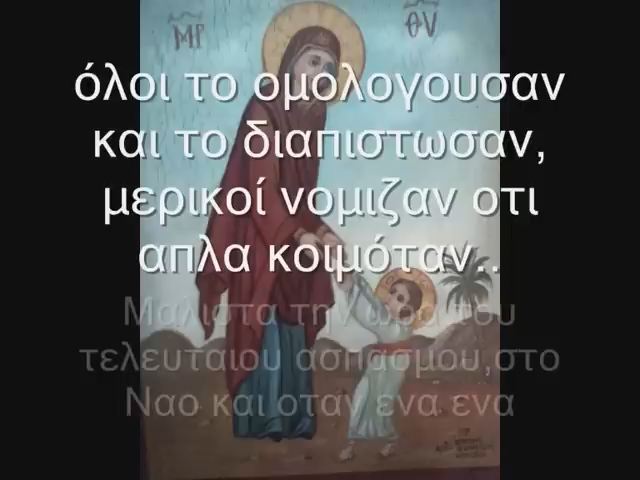 ΜΡ ΘΥ
όλοι το ομολογουσαν
και το διαπιστωσαν,
μερικοί νομιζαν οτι
απλα κοιμόταν..
Μαλιστα την ωρα του
τελευταιου ασπασμου,στο
Ναο και οταν ενα ενα